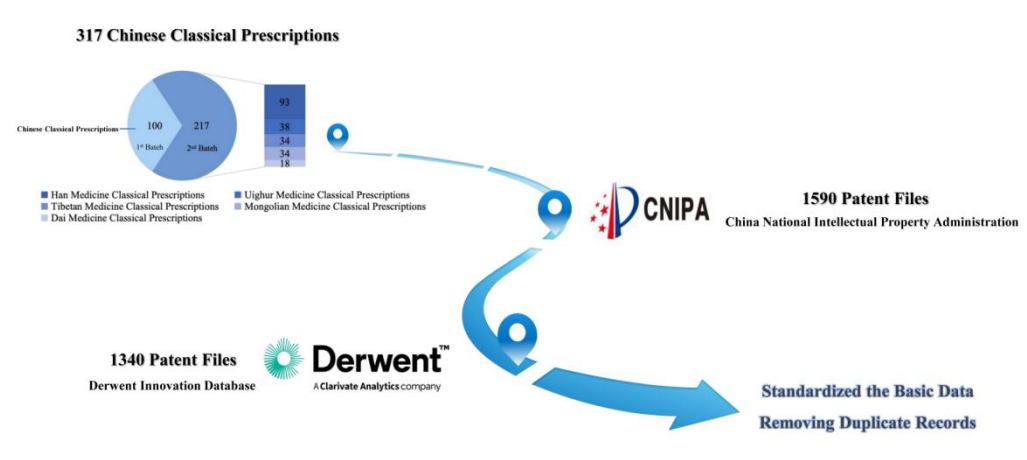 317 Chinese Classical Prescriptions
Chinese Classical Prescriptions
100
1st Batch
217
2nd Batch
93
38
34
34
18
Han Medicine Classical Prescriptions
Uighur Medicine Classical Prescriptions
Tibetan Medicine Classical Prescriptions
Mongolian Medicine Classical Prescriptions
Dai Medicine Classical Prescriptions
CNIPA
1590 Patent Files
China National Intellectual Property Administration
1340 Patent Files
Derwent Innovation Database
Derwent™
A Clarivate Analytics company
Standardized the Basic Data
Removing Duplicate Records